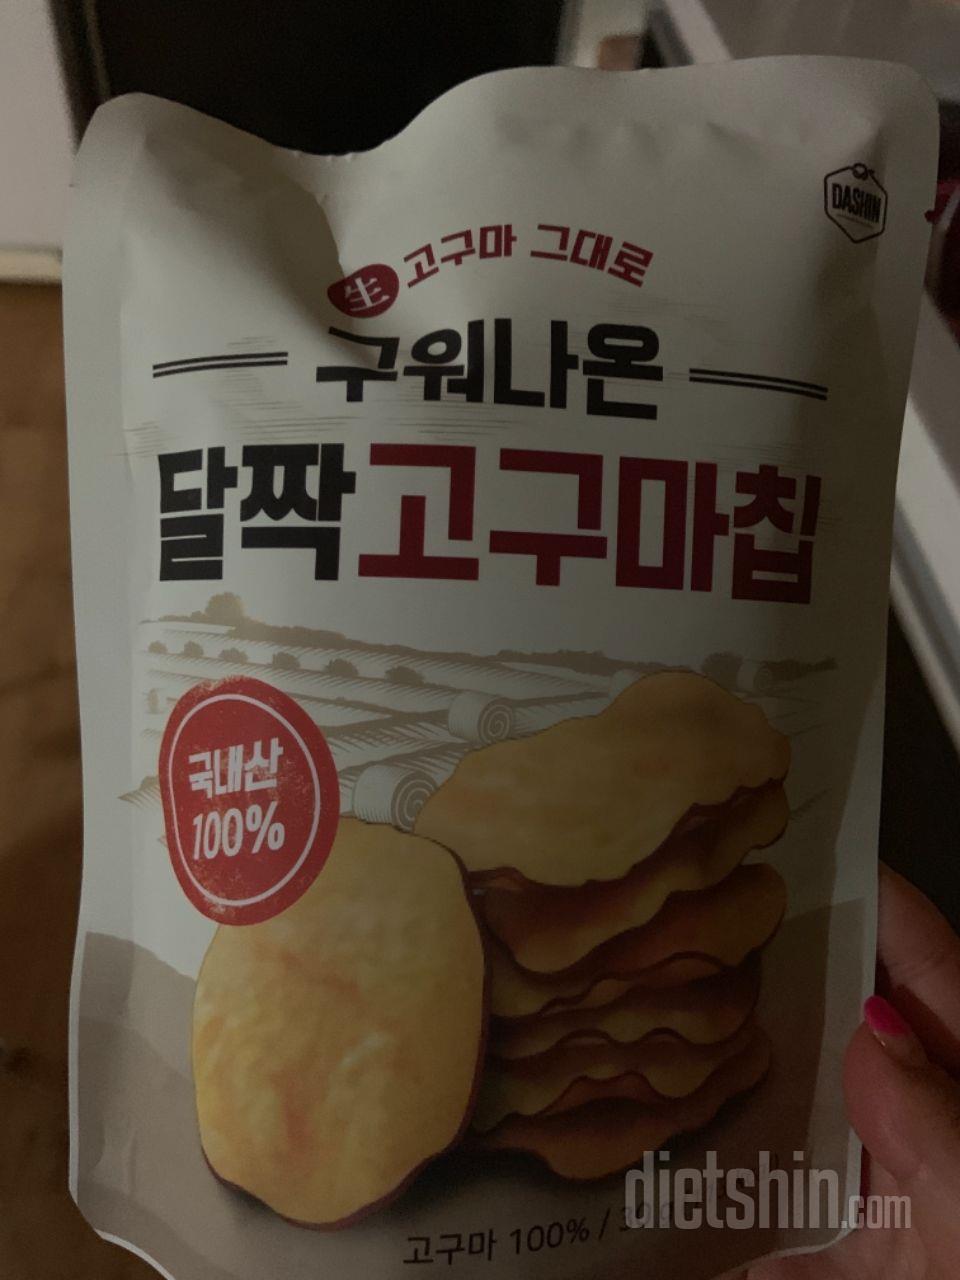 DASHIN
生 고구마 그대로
구워나온
달짝고구마칩
국내산
100%
고구마 100% / 30g
dietshin.com